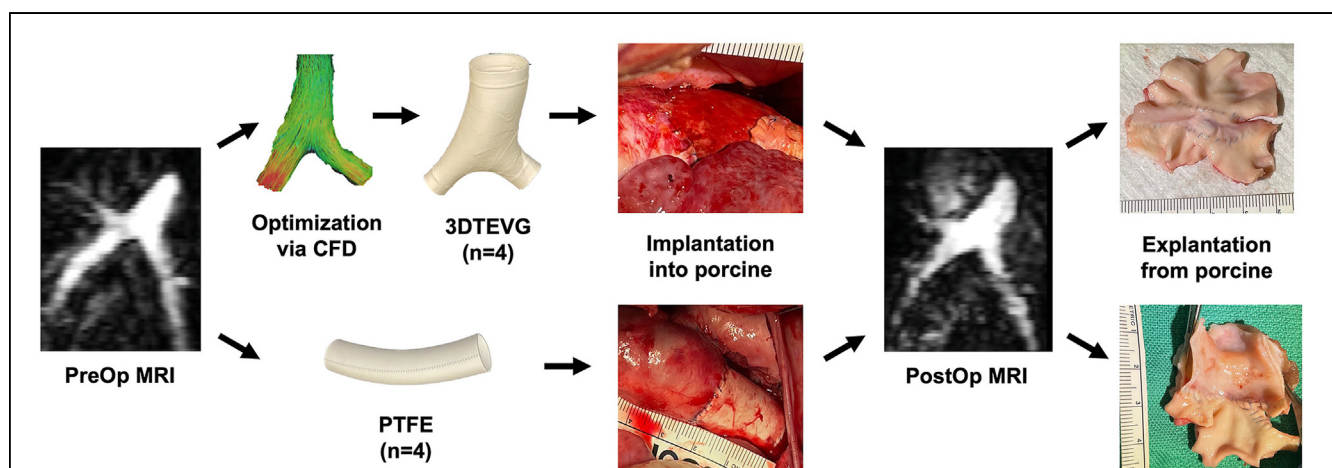 PreOp MRI
Optimization
via CFD
3DTEVG
(n=4)
PTFE
(n=4)
Implantation
into porcine
PostOp MRI
Explantation
from porcine